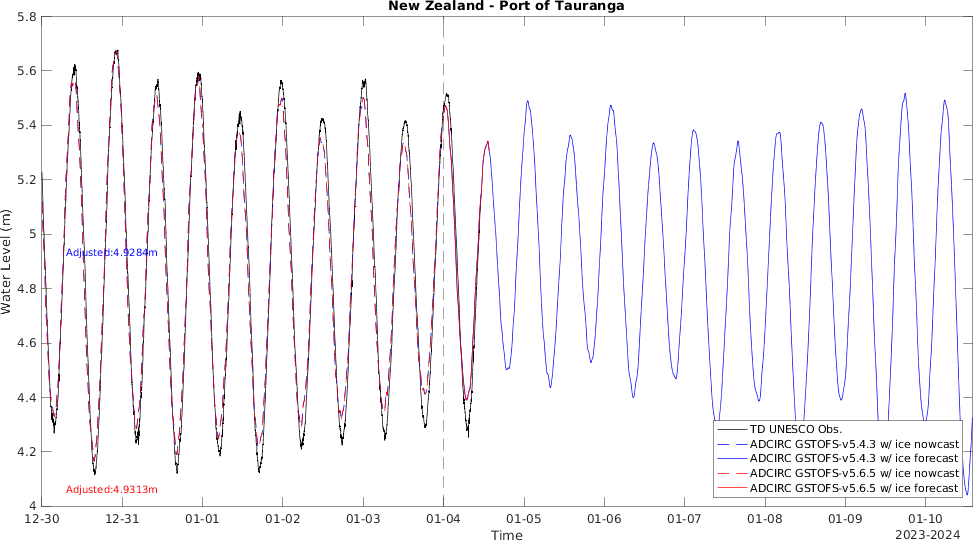 New Zealand - Port of Tauranga
5.8
5.6
5.4
5.2
5
4.8
4.6
4.4
4.2
4
Water Level (m)
Adjusted:4.9284m
Adjusted:4.9313m
TD UNESCO Obs.
ADCIRC GSTOFS-v5.4.3 w/ ice nowcast
ADCIRC GSTOFS-v5.4.3 w/ ice forecast
ADCIRC GSTOFS-v5.6.5 w/ ice nowcast
ADCIRC GSTOFS-v5.6.5 w/ ice forecast
12-30 12-31 01-01 01-02 01-03 01-04 01-05 01-06 01-07 01-08 01-09 01-10
Time
2023-2024